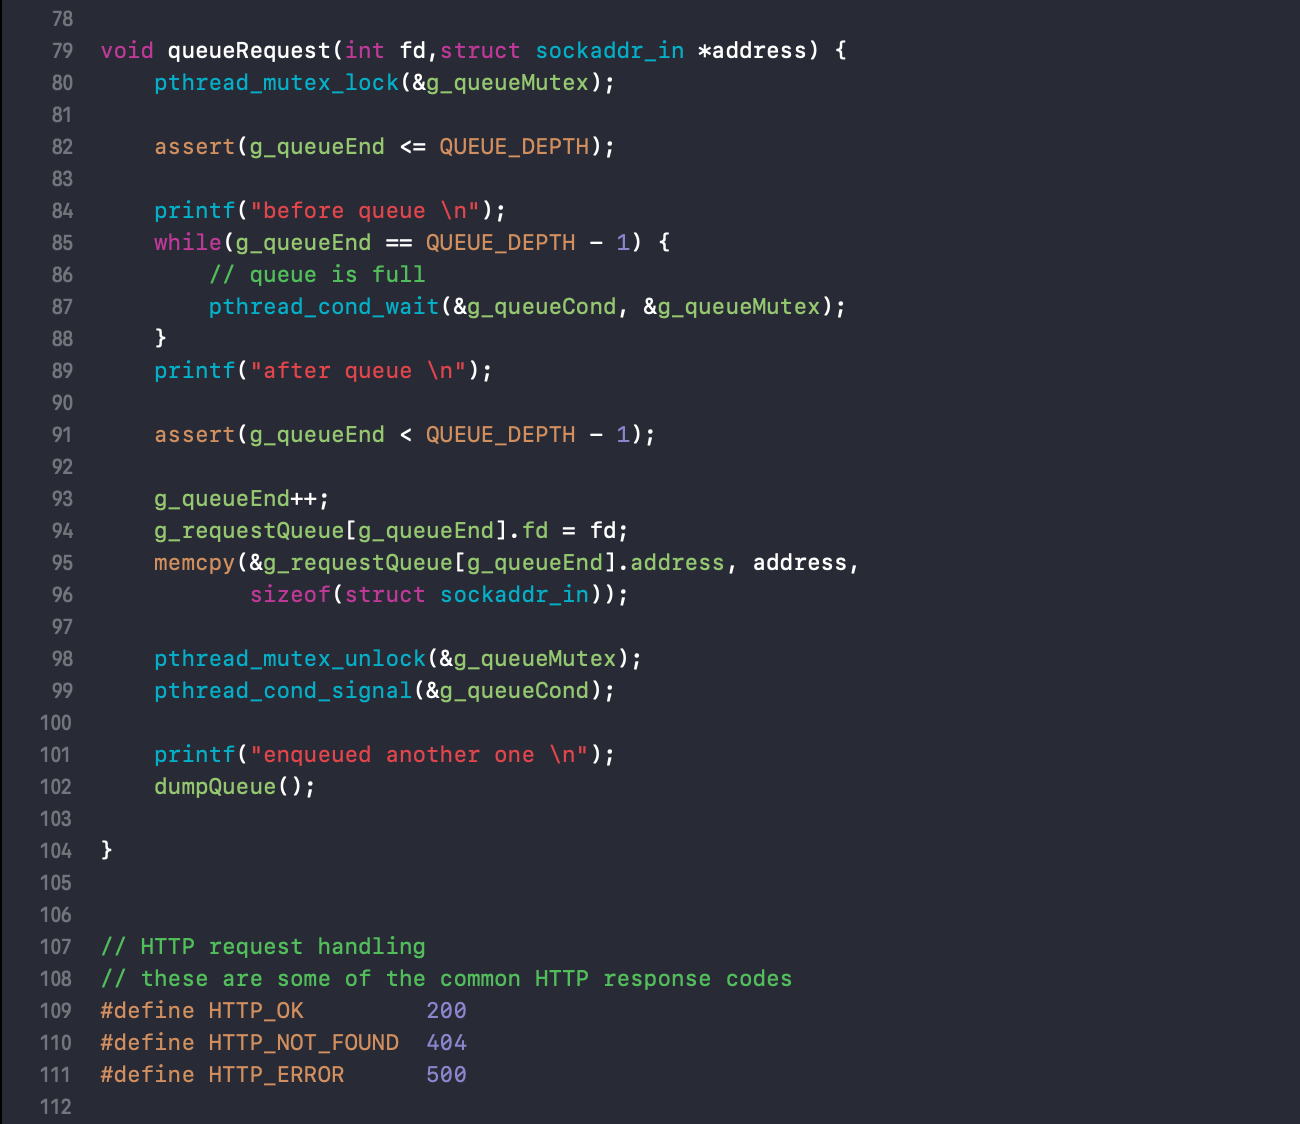 78
79 void queueRequest(int fd,struct sockaddr_in *address) {
80     pthread_mutex_lock(&g_queueMutex);
81
82     assert(g_queueEnd <= QUEUE_DEPTH);
83
84     printf("before queue \n");
85     while(g_queueEnd == QUEUE_DEPTH - 1) {
86         // queue is full
87         pthread_cond_wait(&g_queueCond, &g_queueMutex);
88     }
89     printf("after queue \n");
90
91     assert(g_queueEnd < QUEUE_DEPTH - 1);
92
93     g_queueEnd++;
94     g_requestQueue[g_queueEnd].fd = fd;
95     memcpy(&g_requestQueue[g_queueEnd].address, address,
96            sizeof(struct sockaddr_in));
97
98     pthread_mutex_unlock(&g_queueMutex);
99     pthread_cond_signal(&g_queueCond);
100
101     printf("enqueued another one \n");
102     dumpQueue();
103
104 }
105
106
107 // HTTP request handling
108 // these are some of the common HTTP response codes
109 #define HTTP_OK         200
110 #define HTTP_NOT_FOUND  404
111 #define HTTP_ERROR      500
112